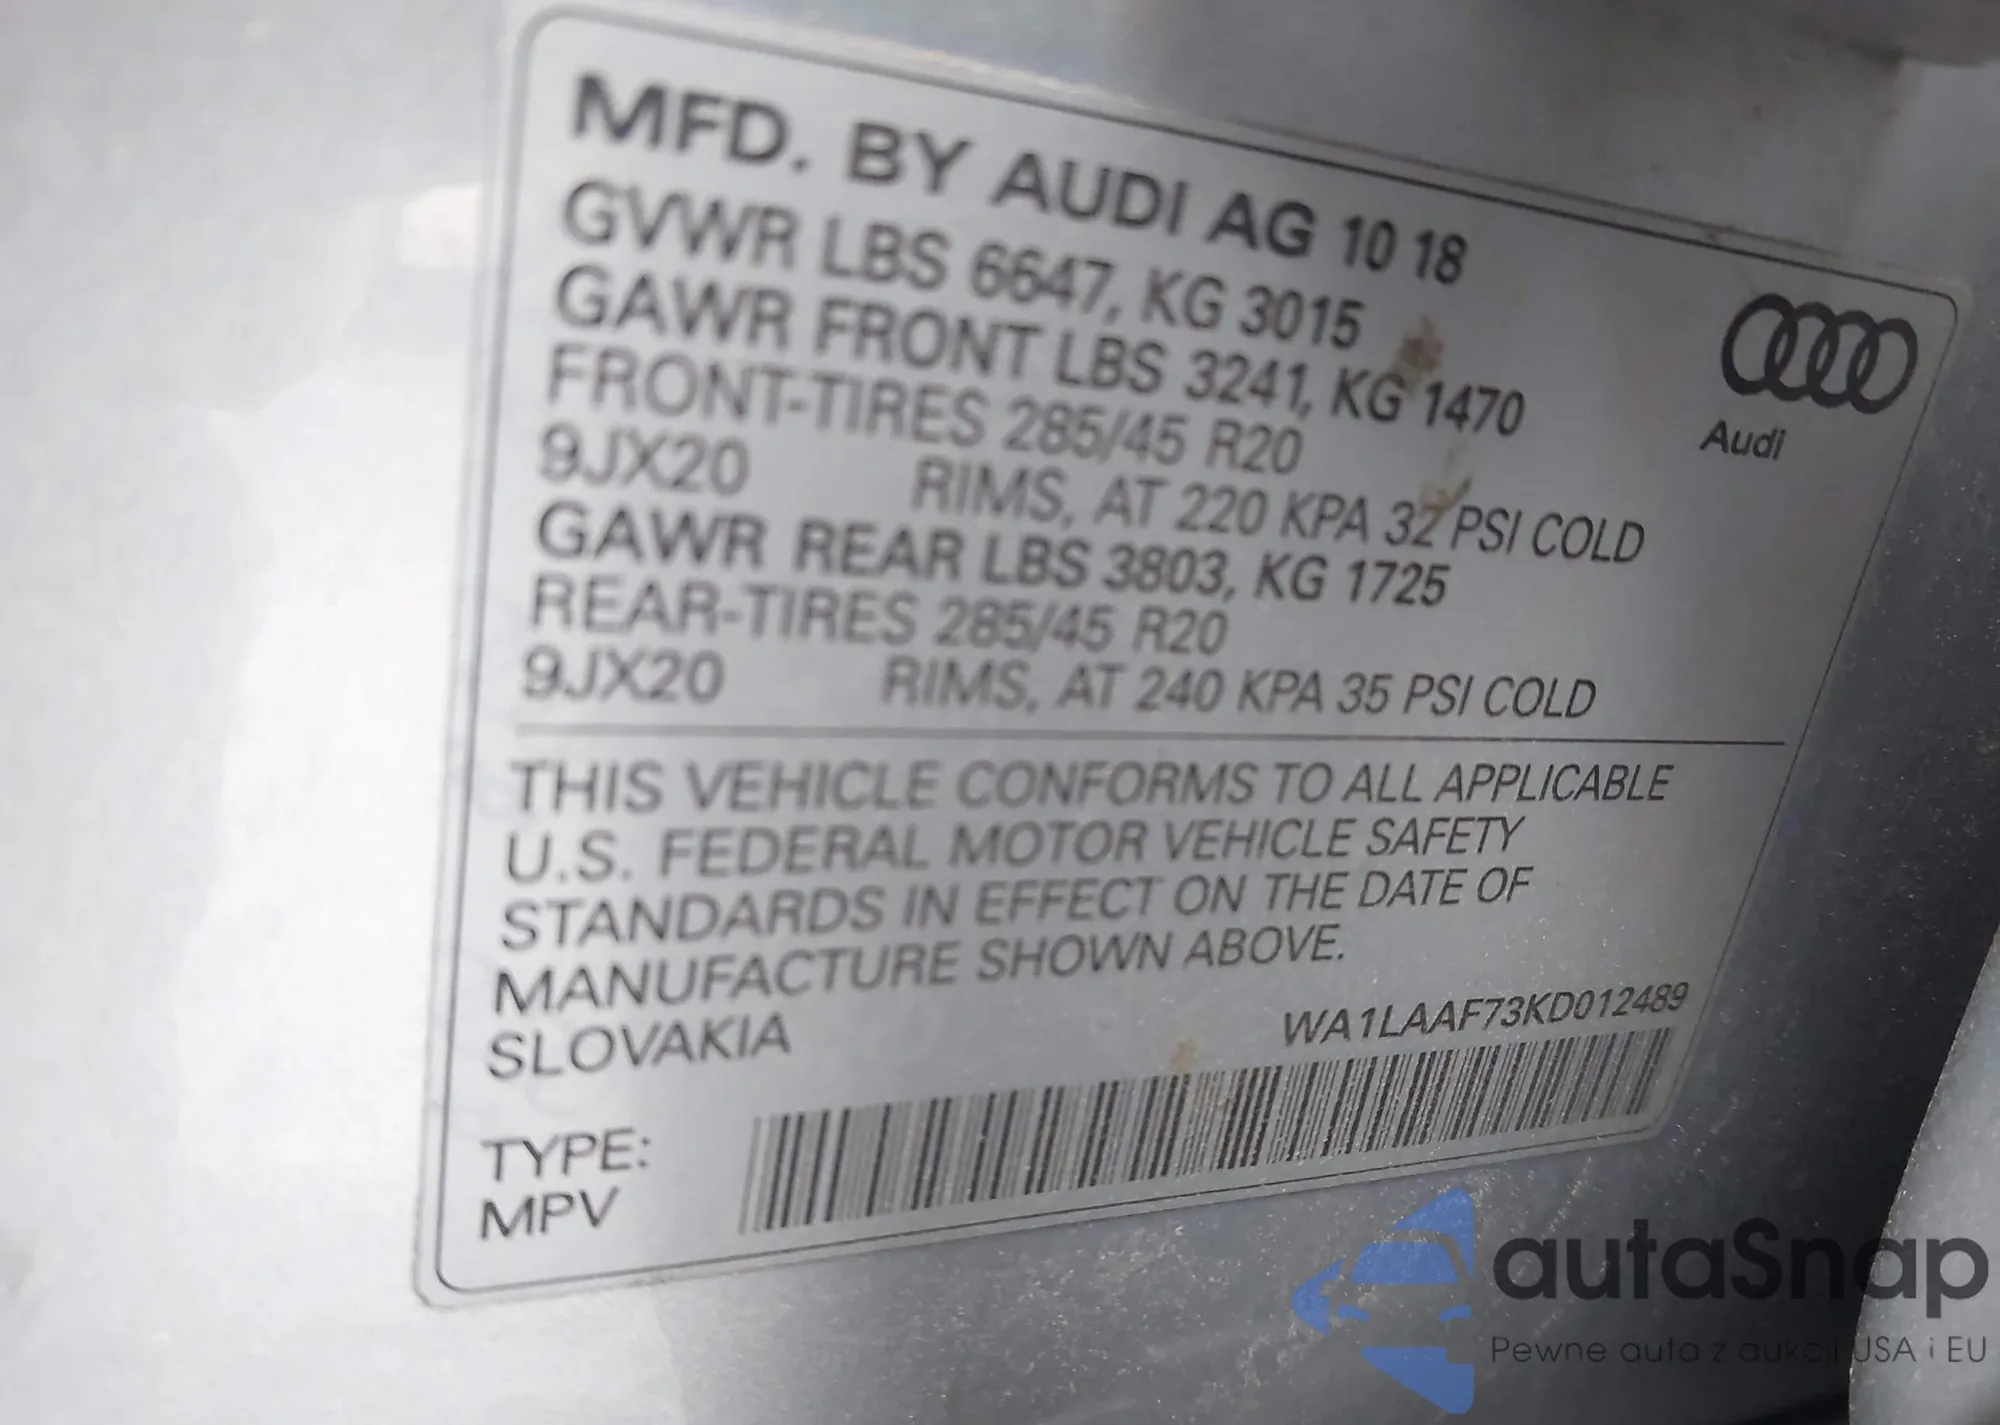 MFD. BY AUDI AG 10 18
GVWR LBS 6647, KG 3015
GAWR FRONT LBS 3241, KG 1470
FRONT-TIRES 285/45 R20
9JX20 RIMS, AT 220 KPA 32 PSI COLD
GAWR REAR LBS 3803, KG 1725
REAR-TIRES 285/45 R20
9JX20 RIMS, AT 240 KPA 35 PSI COLD
Audi
THIS VEHICLE CONFORMS TO ALL APPLICABLE
U.S. FEDERAL MOTOR VEHICLE SAFETY
STANDARDS IN EFFECT ON THE DATE OF
MANUFACTURE SHOWN ABOVE.
SLOVAKIA
WA1LAAF73KD012489
TYPE:
MPV
autaSnap
Pewne auta z aukcji USA i EU